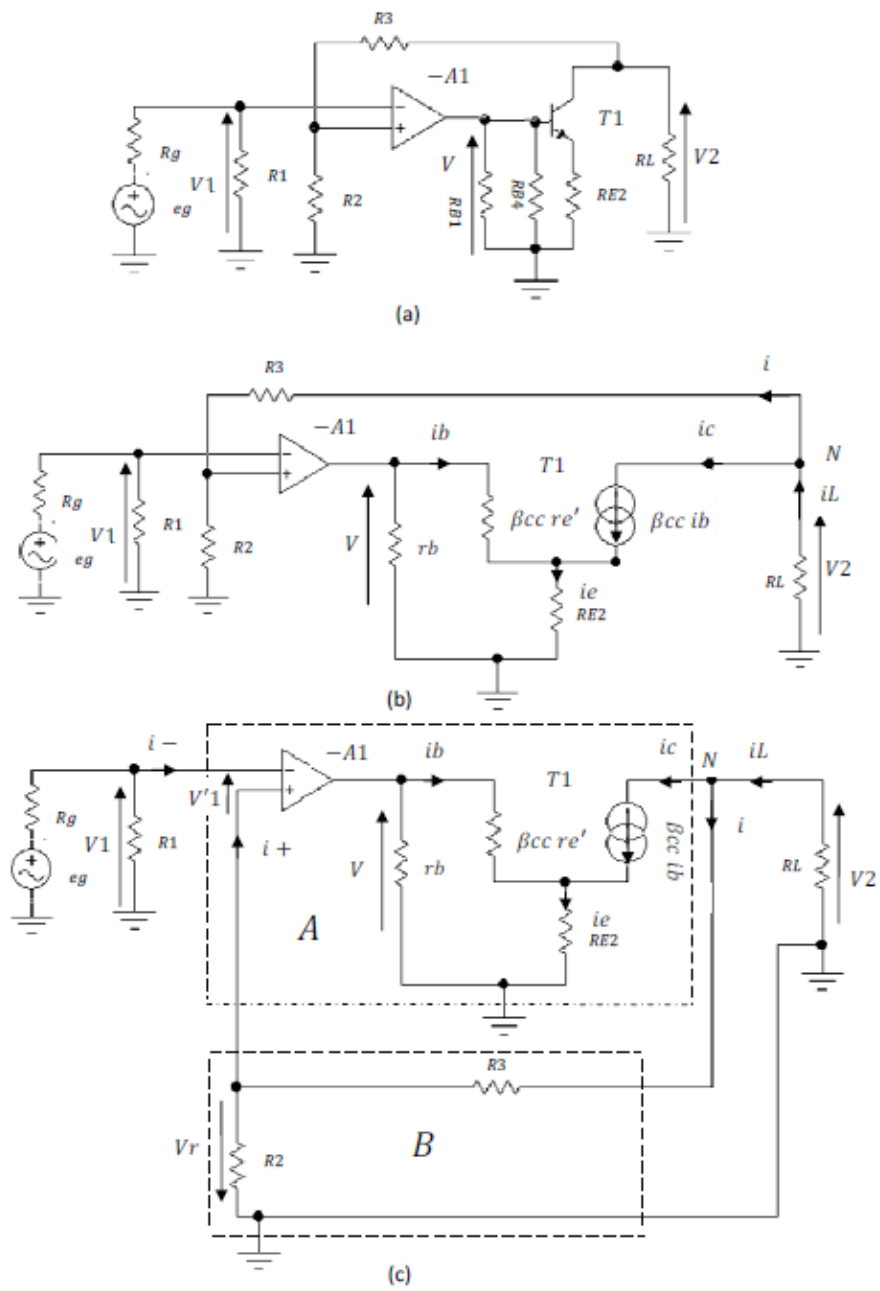 R3
−A1
Rg
V1
R1
eg
R2
V
RB1
RB4
T1
RE2
RL
V2
(a)
R3
i
−A1
ib
ic
N
T1
iL
Rg
V1
R1
eg
R2
V
rb
βcc re'
βcc ib
ie
RE2
RL
V2
(b)
i −
−A1
ib
ic
N
iL
T1
V'1
Rg
V1
R1
eg
i +
V
rb
βcc re'
βcc ib
i
RL
V2
A
ie
RE2
R3
B
Vr
R2
(c)
− +
− +
− +